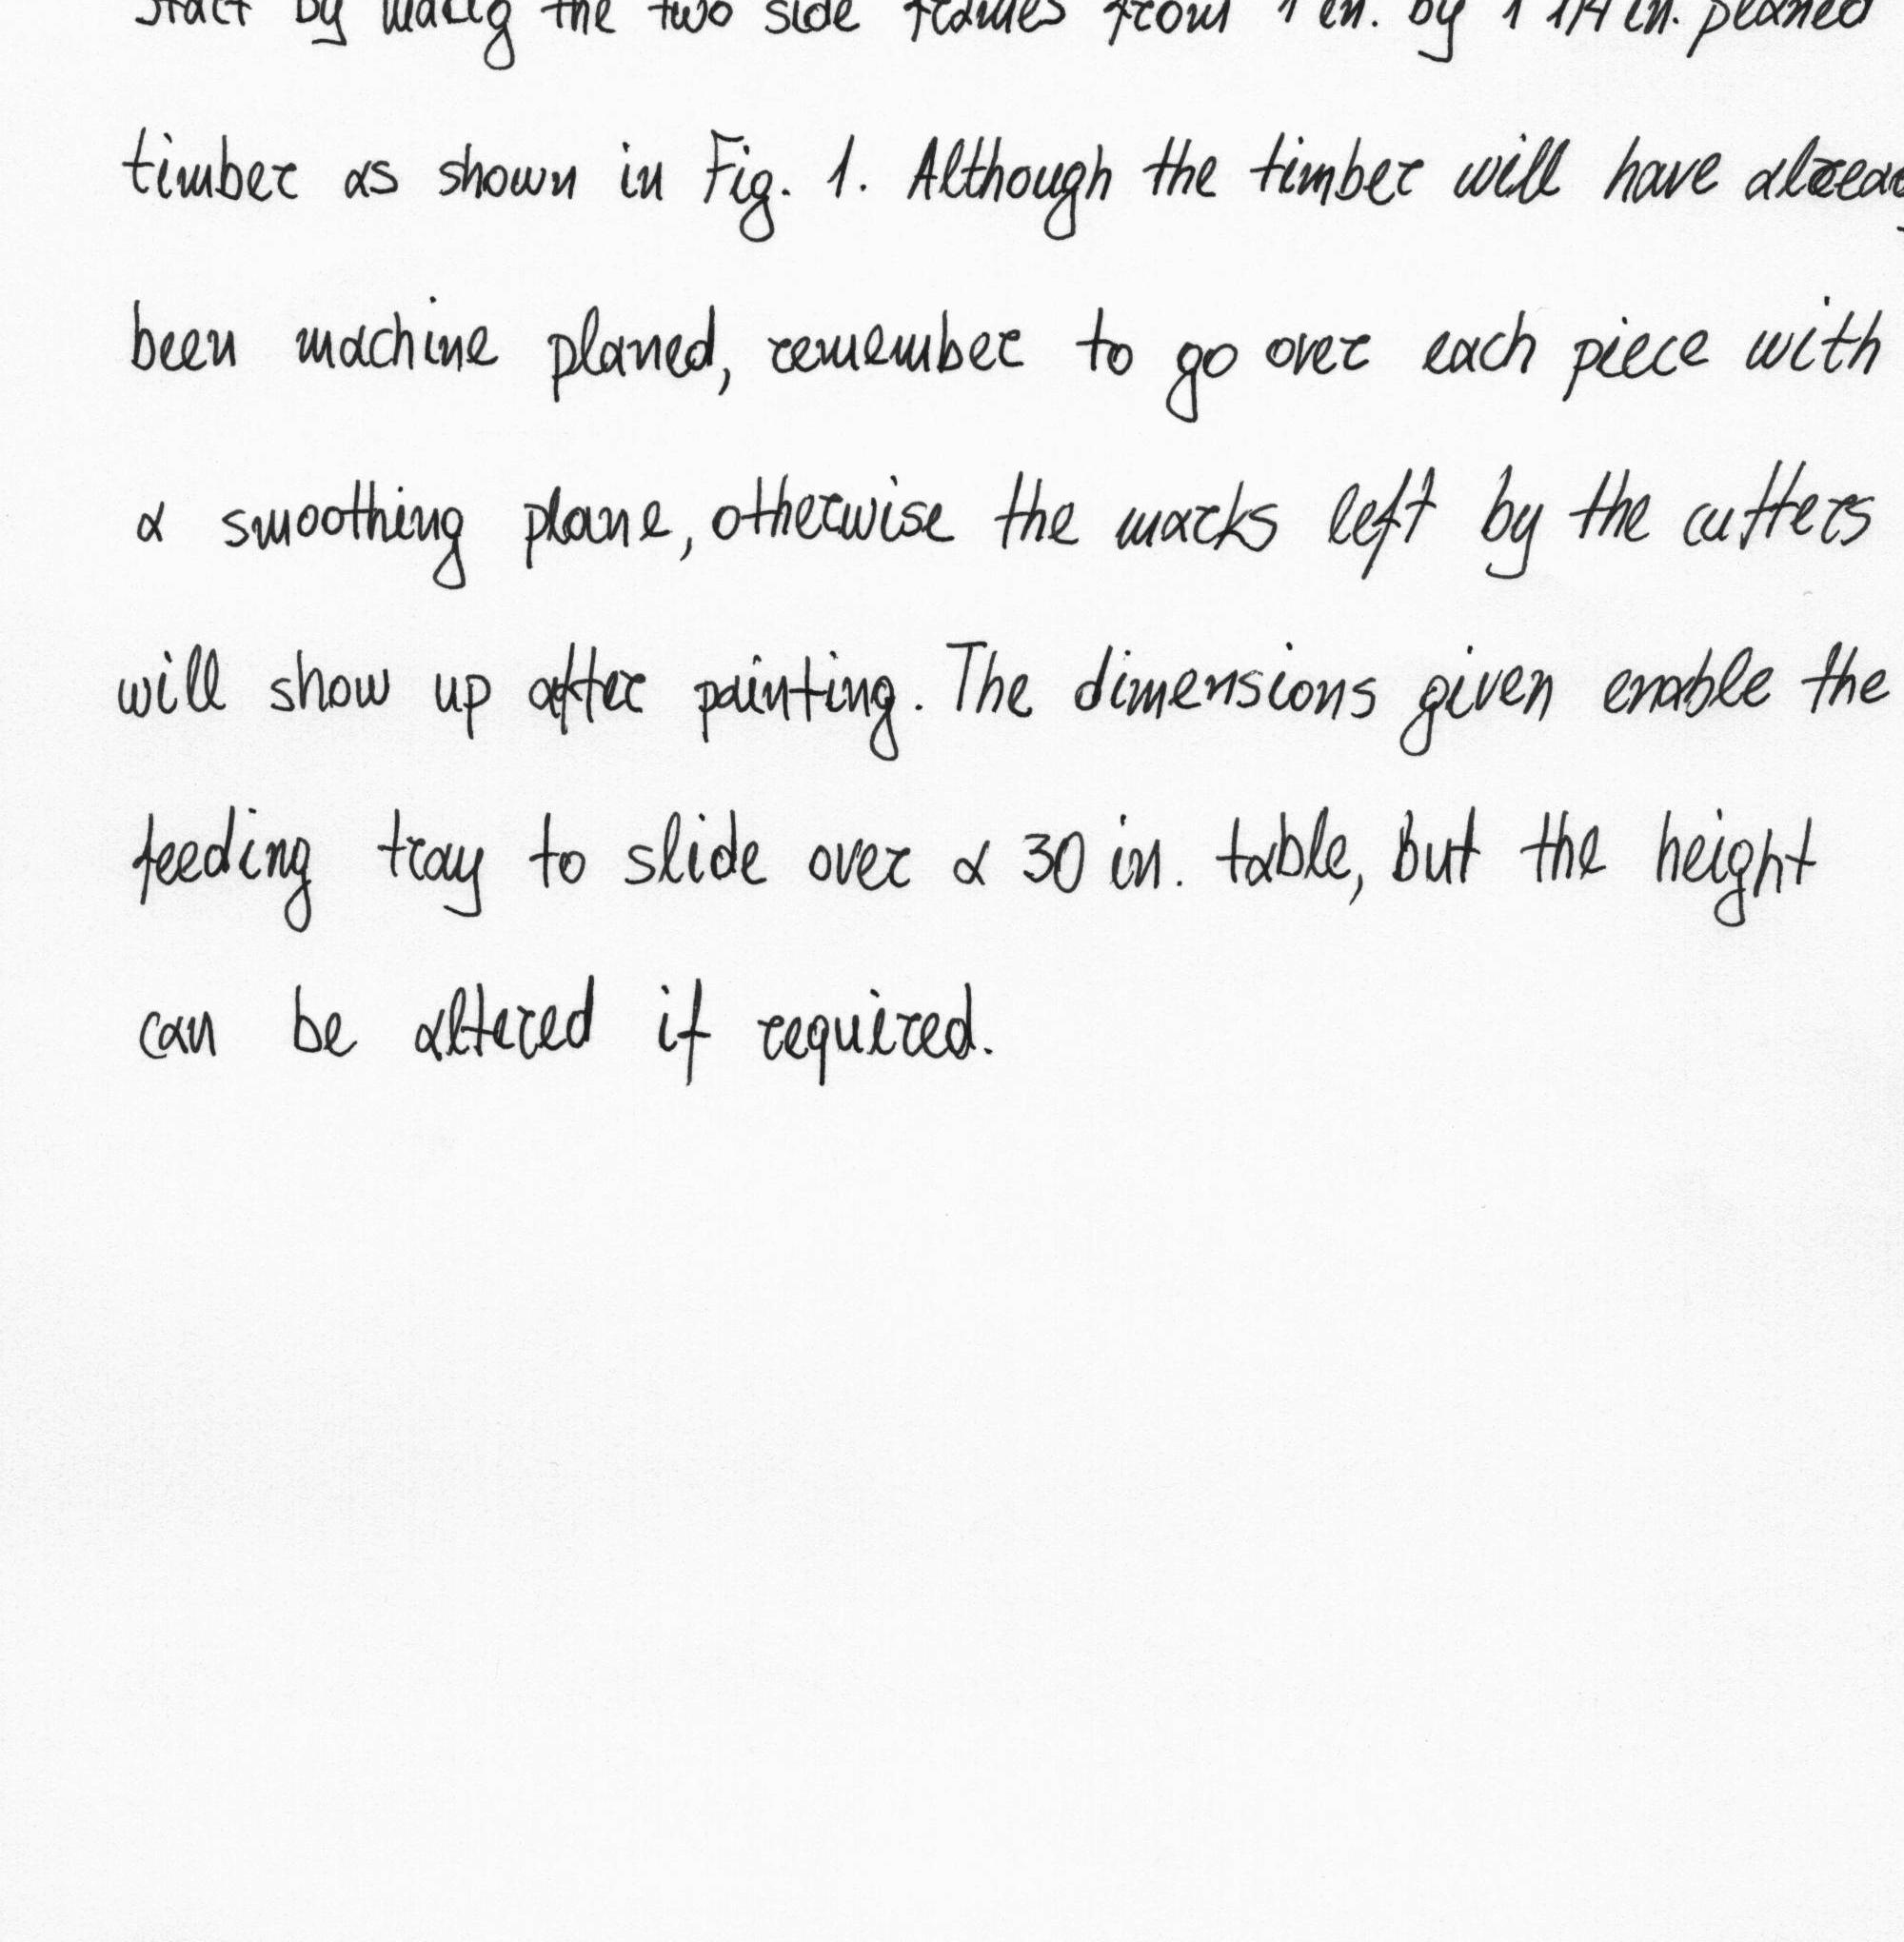 Start by makig the two side frames from 1 in. by 1 1/4 in. planed
timber as shown in Fig. 1. Although the timber will have already
been machine planed, remember to go over each piece with
a smoothing plane, otherwise the marks left by the cutters
will show up after painting. The dimensions given enable the
feeding tray to slide over a 30 in. table, but the height
can be altered if required.